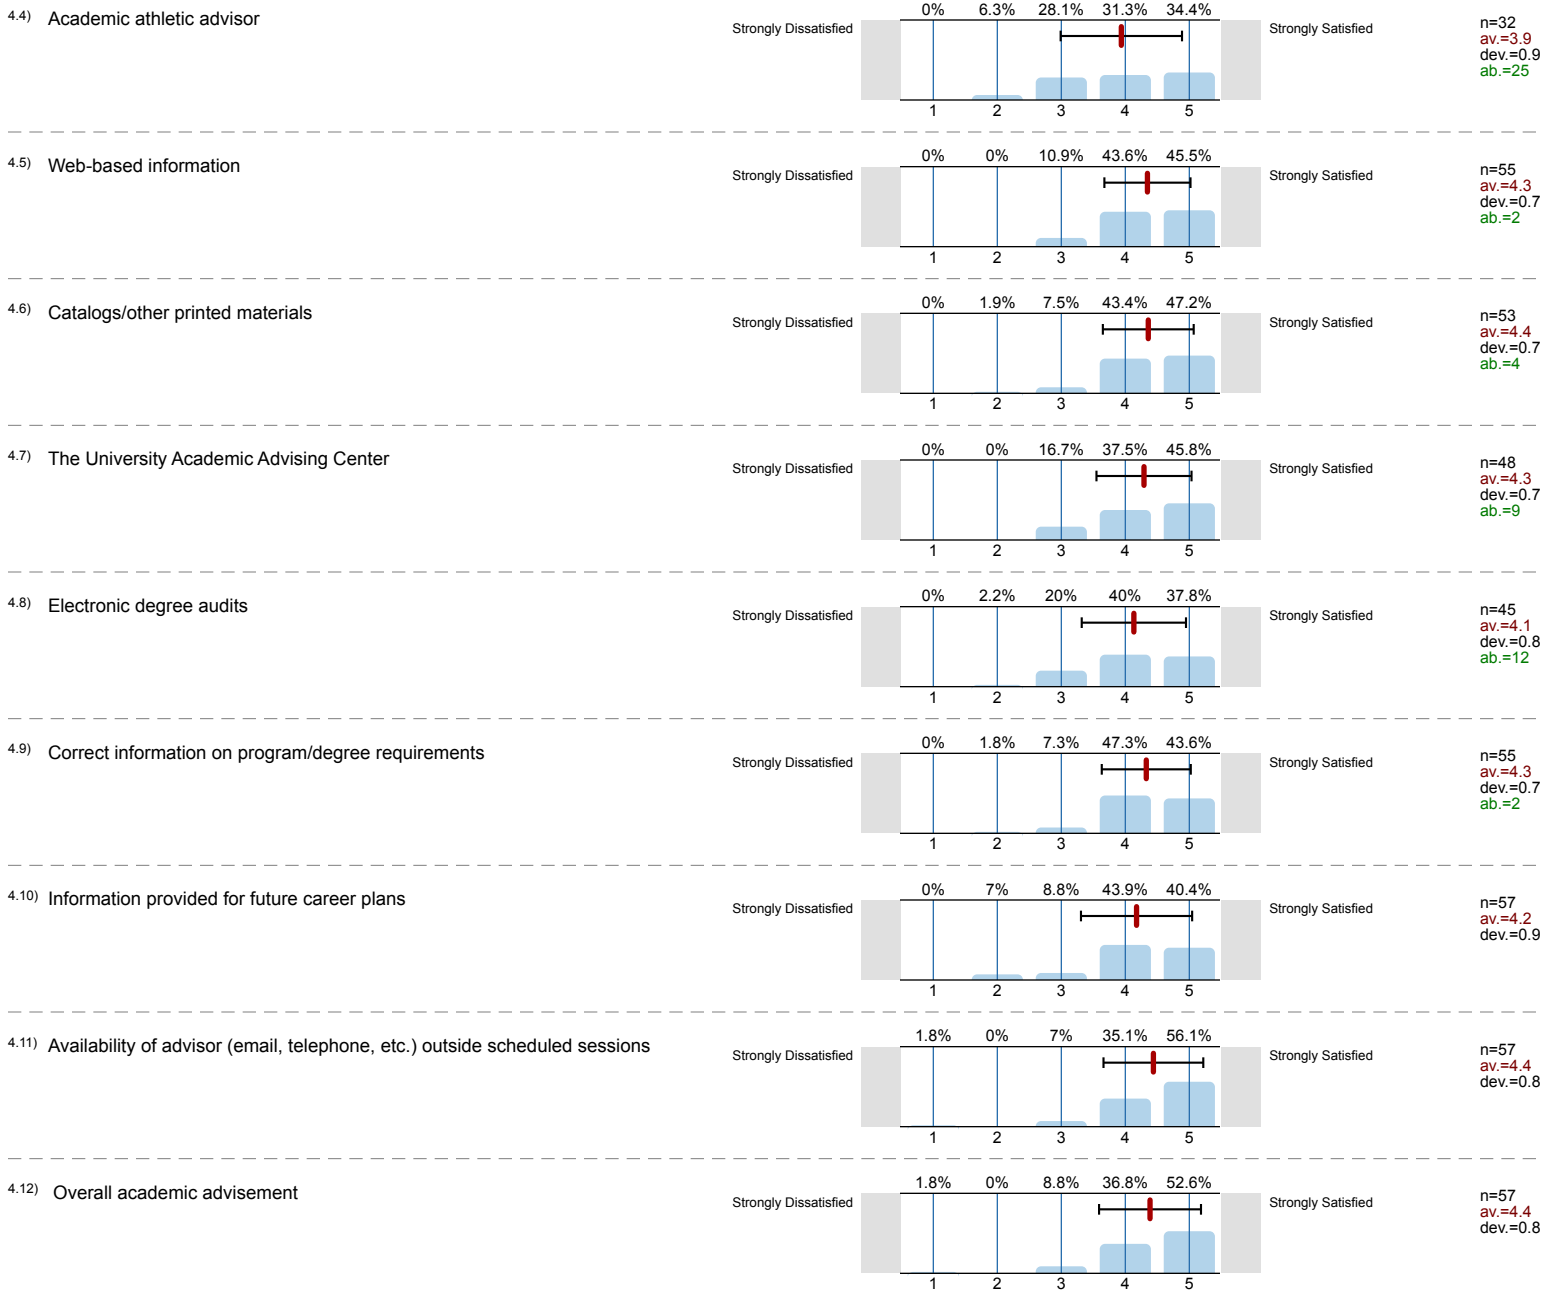 4.4) Academic athletic advisor
0% 6.3% 28.1% 31.3% 34.4%
Strongly Dissatisfied Strongly Satisfied
1 2 3 4 5
n=32
av.=3.9
dev.=0.9
ab.=25
4.5) Web-based information
0% 0% 10.9% 43.6% 45.5%
Strongly Dissatisfied Strongly Satisfied
1 2 3 4 5
n=55
av.=4.3
dev.=0.7
ab.=2
4.6) Catalogs/other printed materials
0% 1.9% 7.5% 43.4% 47.2%
Strongly Dissatisfied Strongly Satisfied
1 2 3 4 5
n=53
av.=4.4
dev.=0.7
ab.=4
4.7) The University Academic Advising Center
0% 0% 16.7% 37.5% 45.8%
Strongly Dissatisfied Strongly Satisfied
1 2 3 4 5
n=48
av.=4.3
dev.=0.7
ab.=9
4.8) Electronic degree audits
0% 2.2% 20% 40% 37.8%
Strongly Dissatisfied Strongly Satisfied
1 2 3 4 5
n=45
av.=4.1
dev.=0.8
ab.=12
4.9) Correct information on program/degree requirements
0% 1.8% 7.3% 47.3% 43.6%
Strongly Dissatisfied Strongly Satisfied
1 2 3 4 5
n=55
av.=4.3
dev.=0.7
ab.=2
4.10) Information provided for future career plans
0% 7% 8.8% 43.9% 40.4%
Strongly Dissatisfied Strongly Satisfied
1 2 3 4 5
n=57
av.=4.2
dev.=0.9
4.11) Availability of advisor (email, telephone, etc.) outside scheduled sessions
1.8% 0% 7% 35.1% 56.1%
Strongly Dissatisfied Strongly Satisfied
1 2 3 4 5
n=57
av.=4.4
dev.=0.8
4.12) Overall academic advisement
1.8% 0% 8.8% 36.8% 52.6%
Strongly Dissatisfied Strongly Satisfied
1 2 3 4 5
n=57
av.=4.4
dev.=0.8